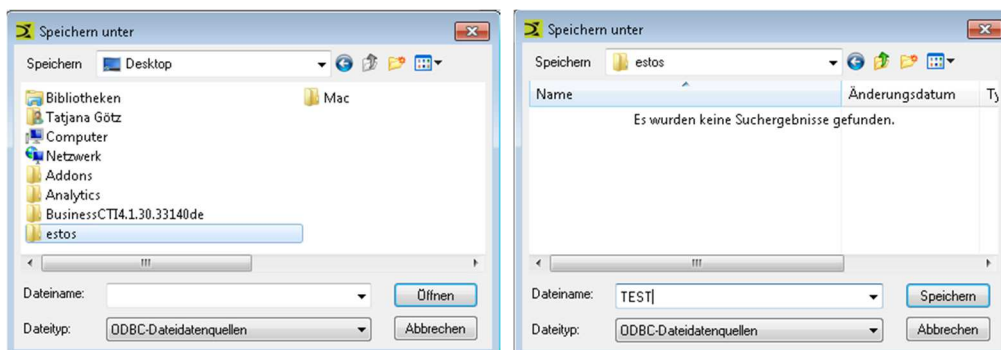 Speichern unter
Speichern Desktop
Bibliotheken Mac
Tatjana Götz
Computer
Netzwerk
Addons
Analytics
BusinessCTI4.1.30.33140de
estos
Dateiname: Öffnen
Dateityp: ODBC-Dateidatenquellen Abbrechen
Speichern unter
Speichern estos
Name Änderungsdatum Ty
Es wurden keine Suchergebnisse gefunden.
Dateiname: TEST Speichern
Dateityp: ODBC-Dateidatenquellen Abbrechen